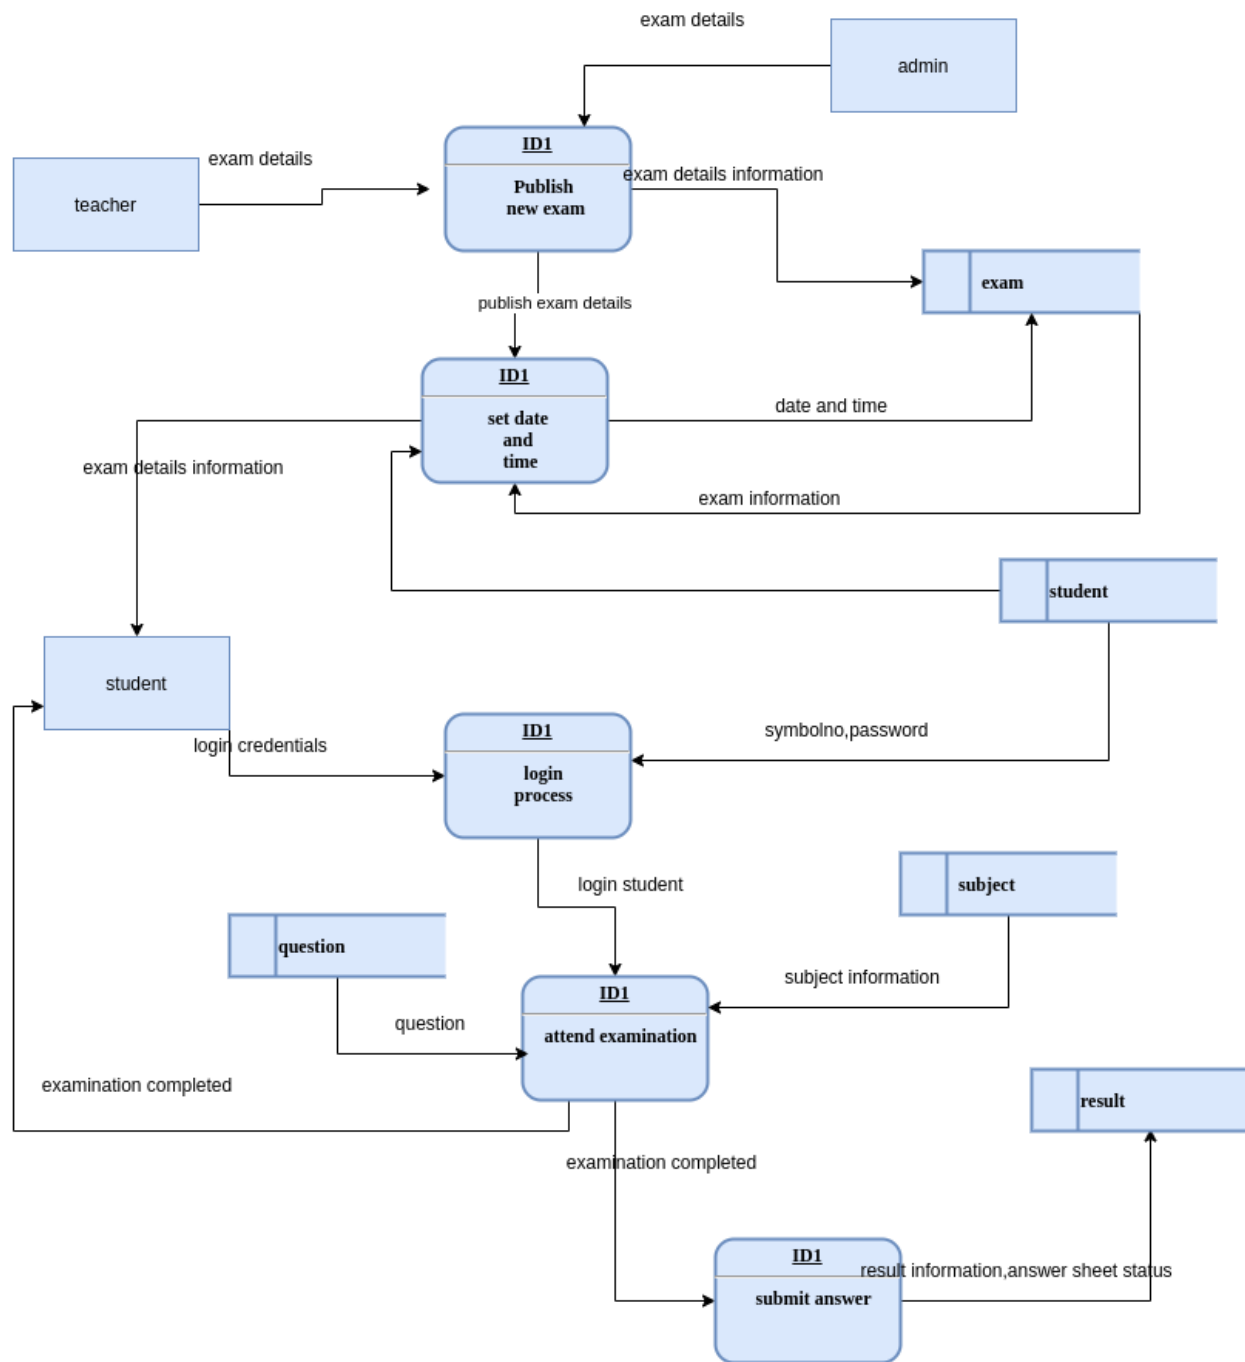 exam details
admin
ID1
exam details
exam details information
Publish
new exam
teacher
exam
publish exam details
ID1
date and time
set date
and
time
exam details information
exam information
student
student
ID1
symbolno,password
login credentials
login
process
login student
subject
question
subject information
ID1
question
attend examination
examination completed
result
examination completed
ID1
result information,answer sheet status
submit answer